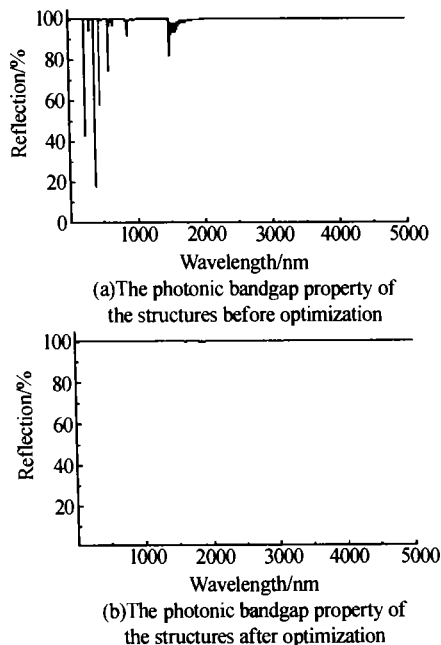 100
80
60
40
20
0
Reflection/%
1000 2000 3000 4000 5000
Wavelength/nm
(a)The photonic bandgap property of
the structures before optimization
100
80
60
40
20
Reflection/%
1000 2000 3000 4000 5000
Wavelength/nm
(b)The photonic bandgap property of
the structures after optimization